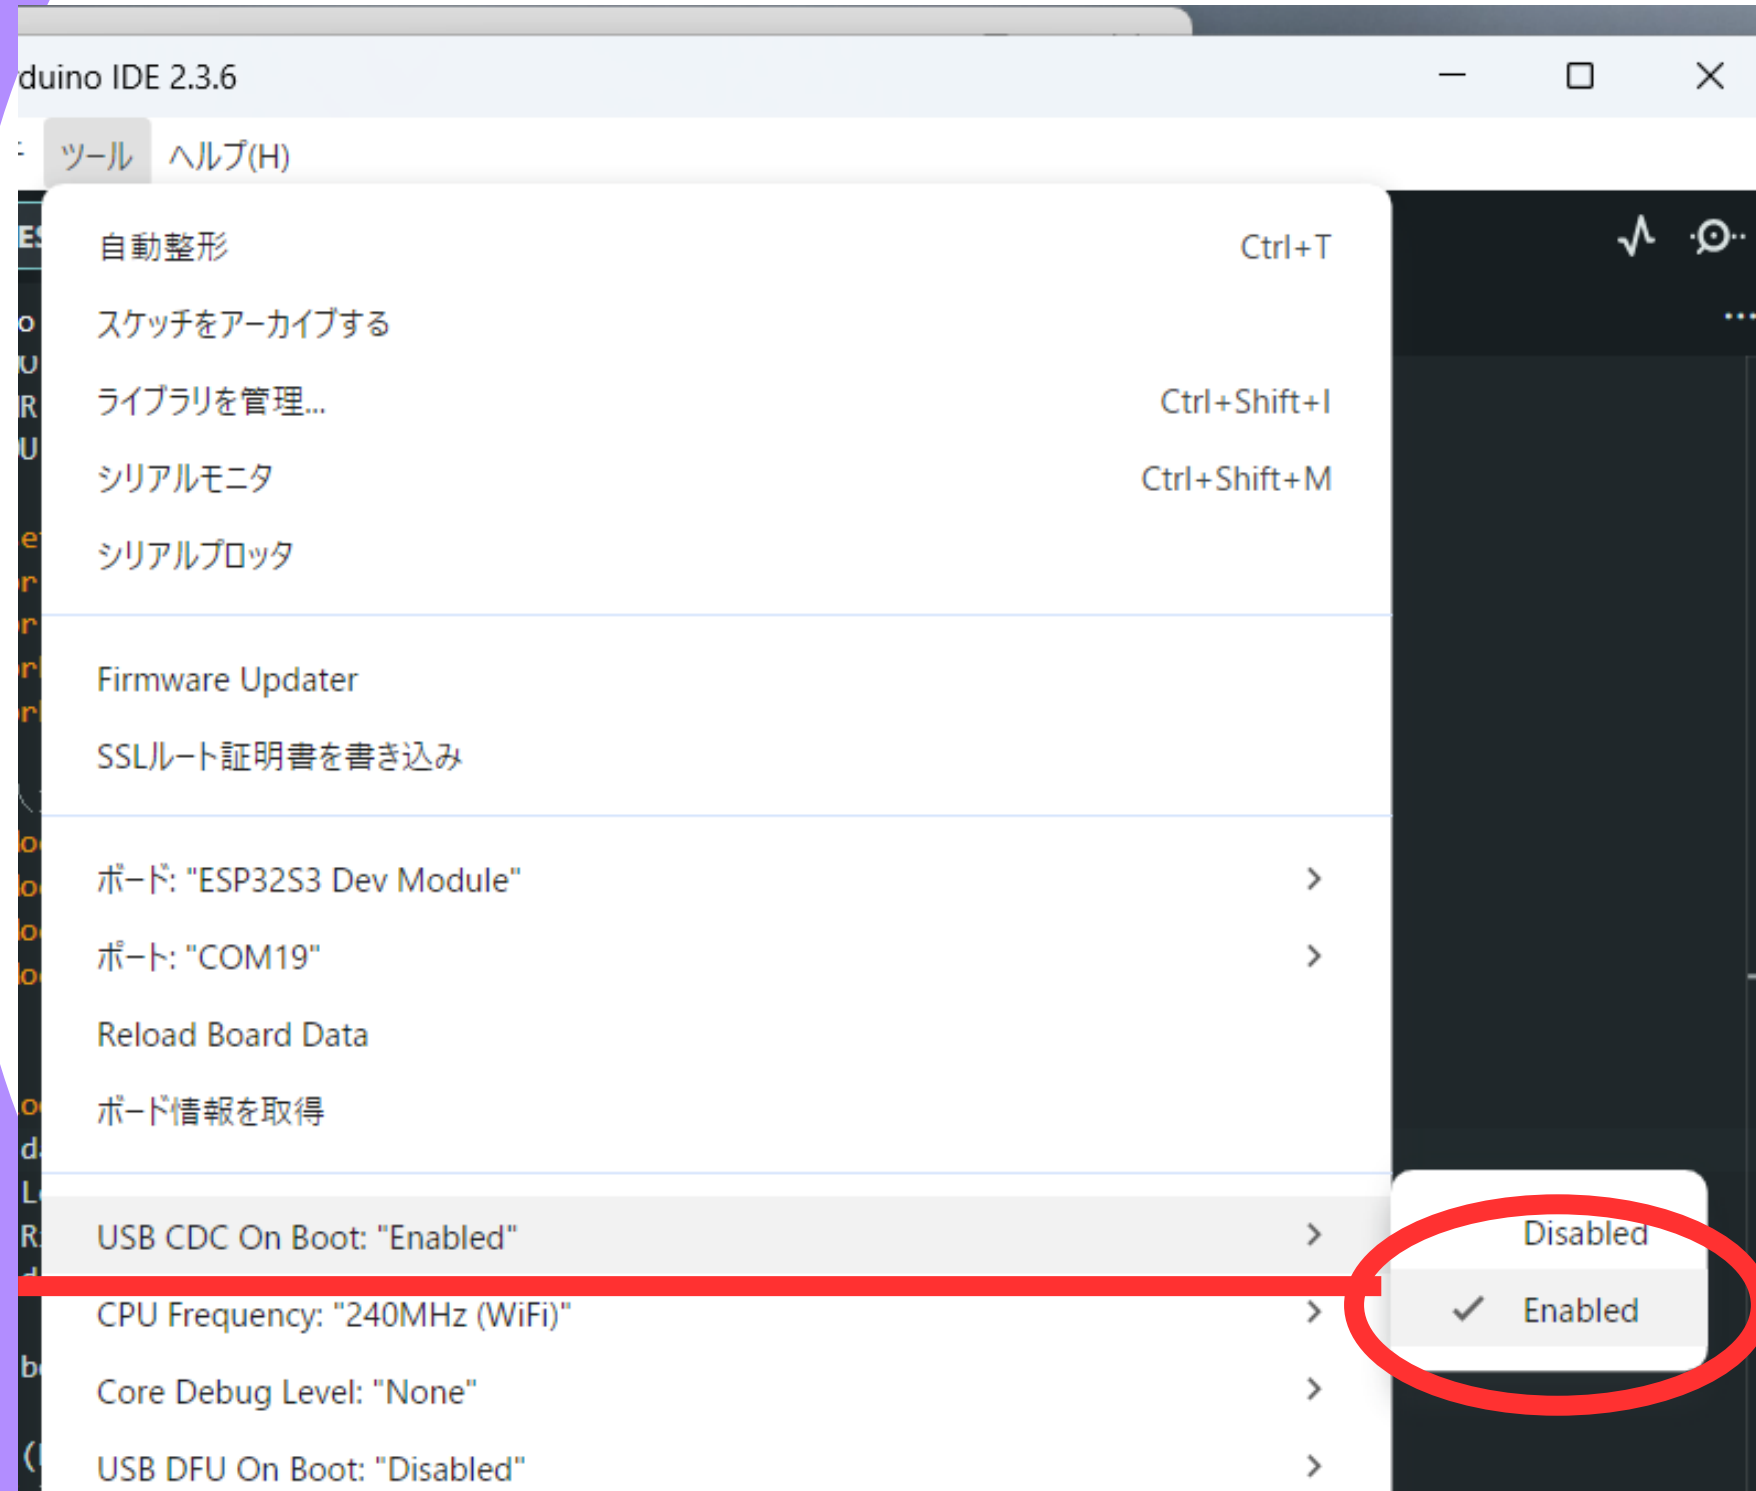 duino IDE 2.3.6
ツール ヘルプ(H)
自動整形 Ctrl+T
スケッチをアーカイブする
ライブラリを管理... Ctrl+Shift+I
シリアルモニタ Ctrl+Shift+M
シリアルプロッタ
Firmware Updater
SSLルート証明書を書き込み
ボード: "ESP32S3 Dev Module"
ポート: "COM19"
Reload Board Data
ボード情報を取得
USB CDC On Boot: "Enabled"
Disabled
Enabled
CPU Frequency: "240MHz (WiFi)"
Core Debug Level: "None"
USB DFU On Boot: "Disabled"